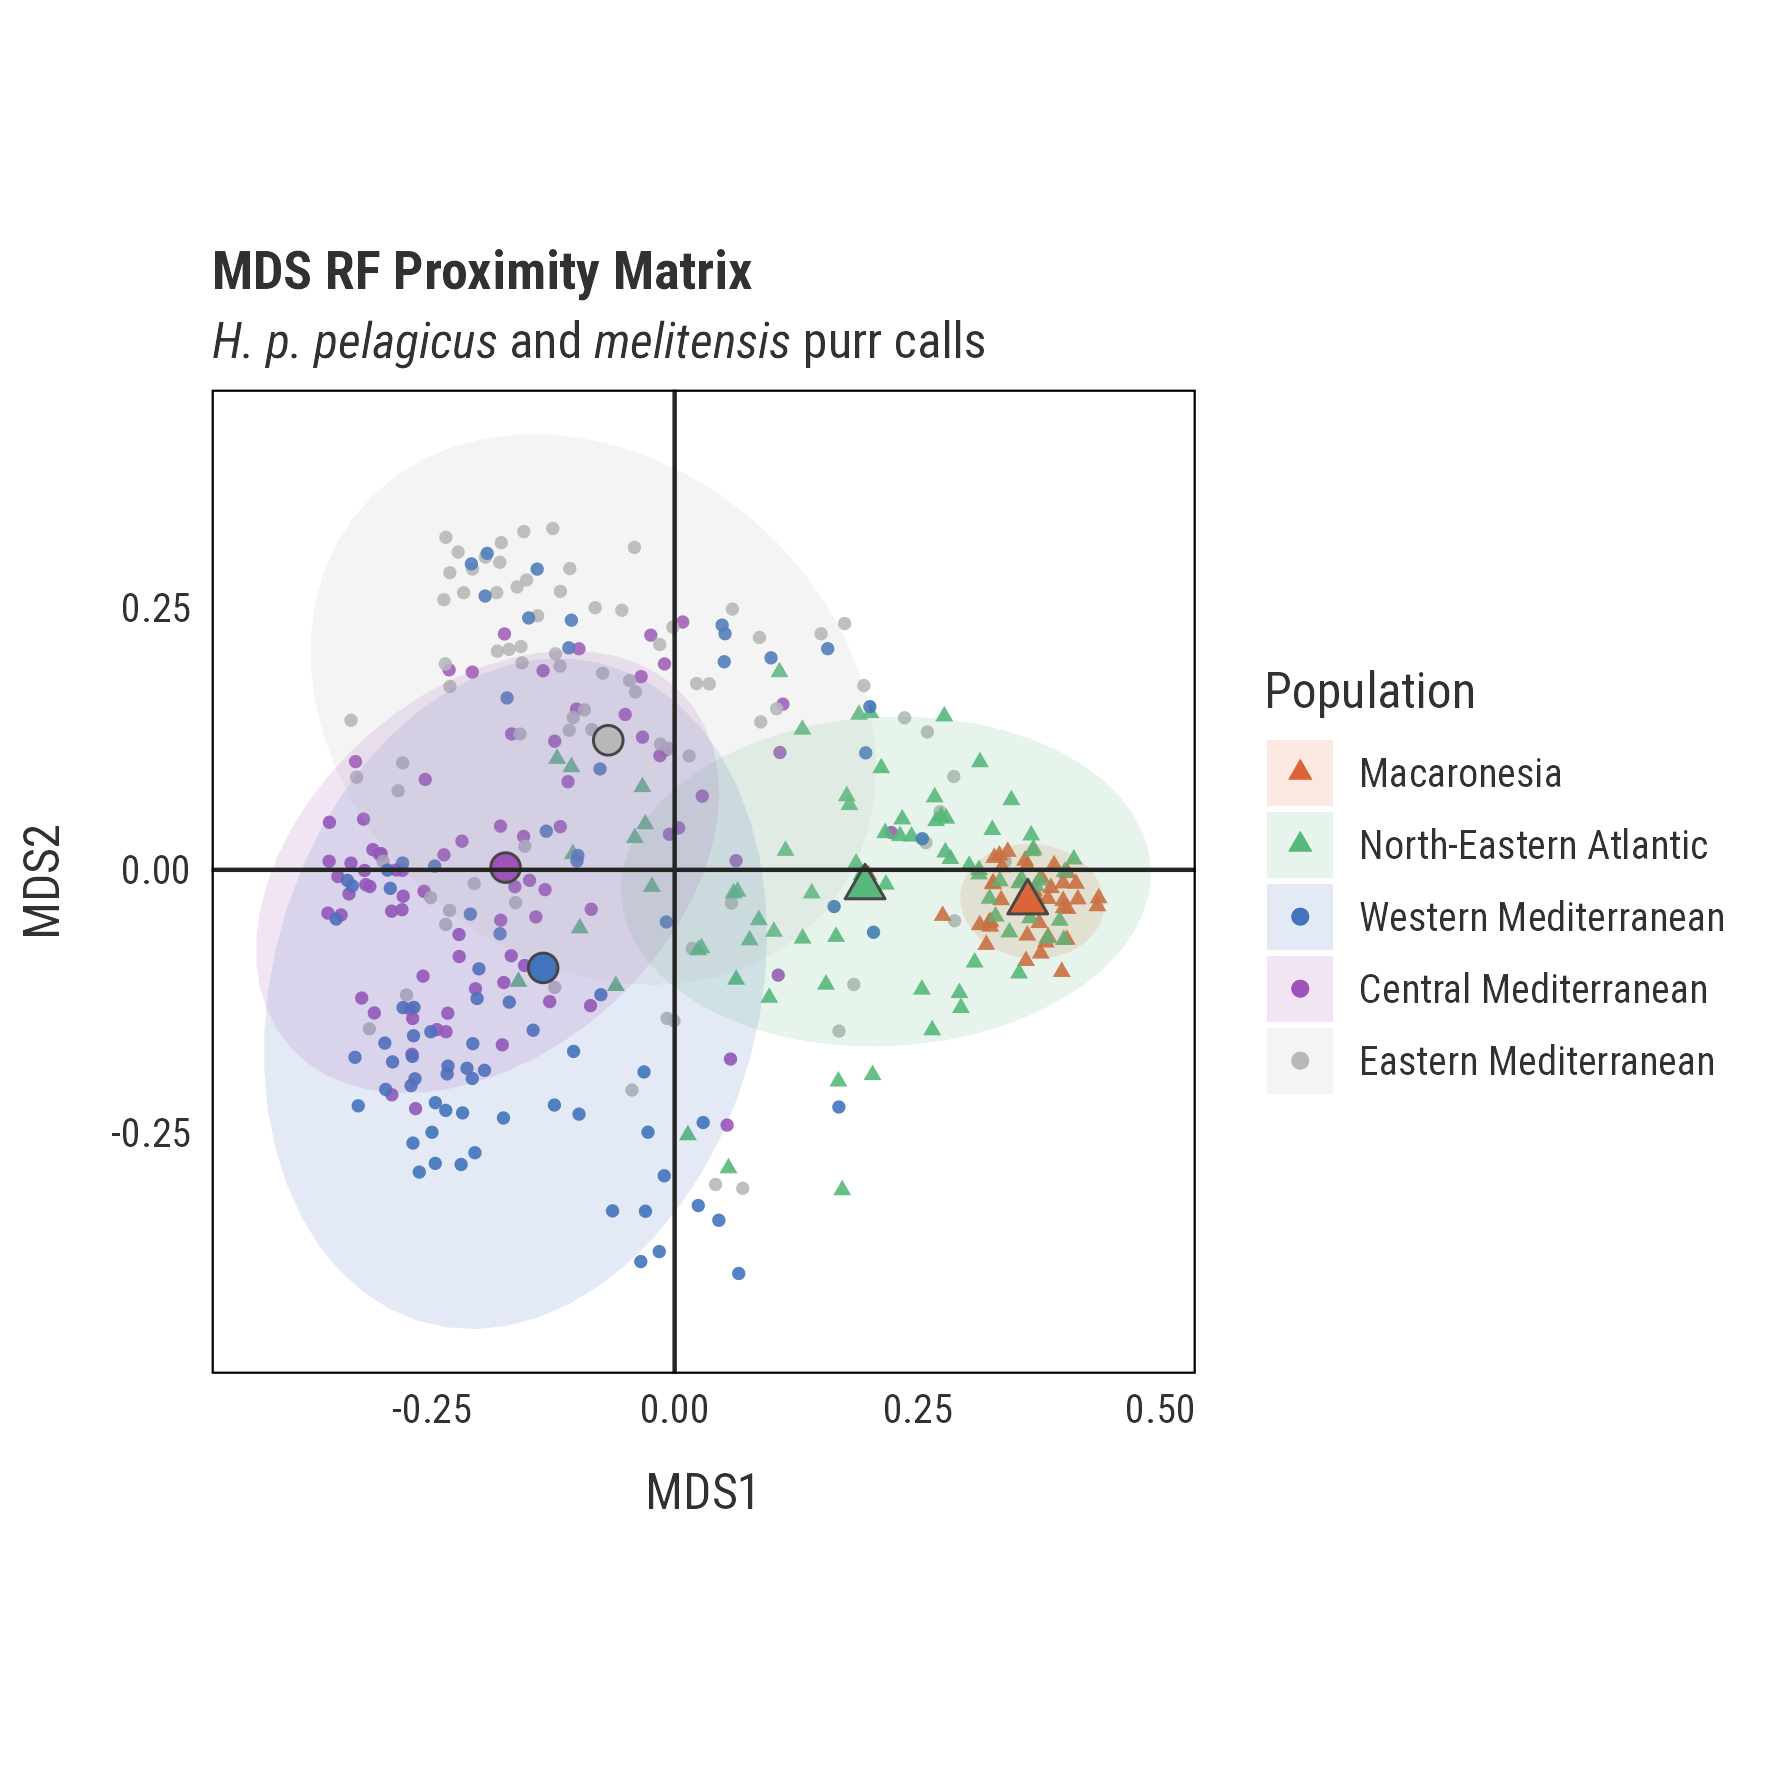 MDS RF Proximity Matrix
H. p. pelagicus and melitensis purr calls
0.25
0.00
-0.25
MDS2
-0.25
0.00
0.25
0.50
MDS1
Population
Macaronesia
North-Eastern Atlantic
Western Mediterranean
Central Mediterranean
Eastern Mediterranean